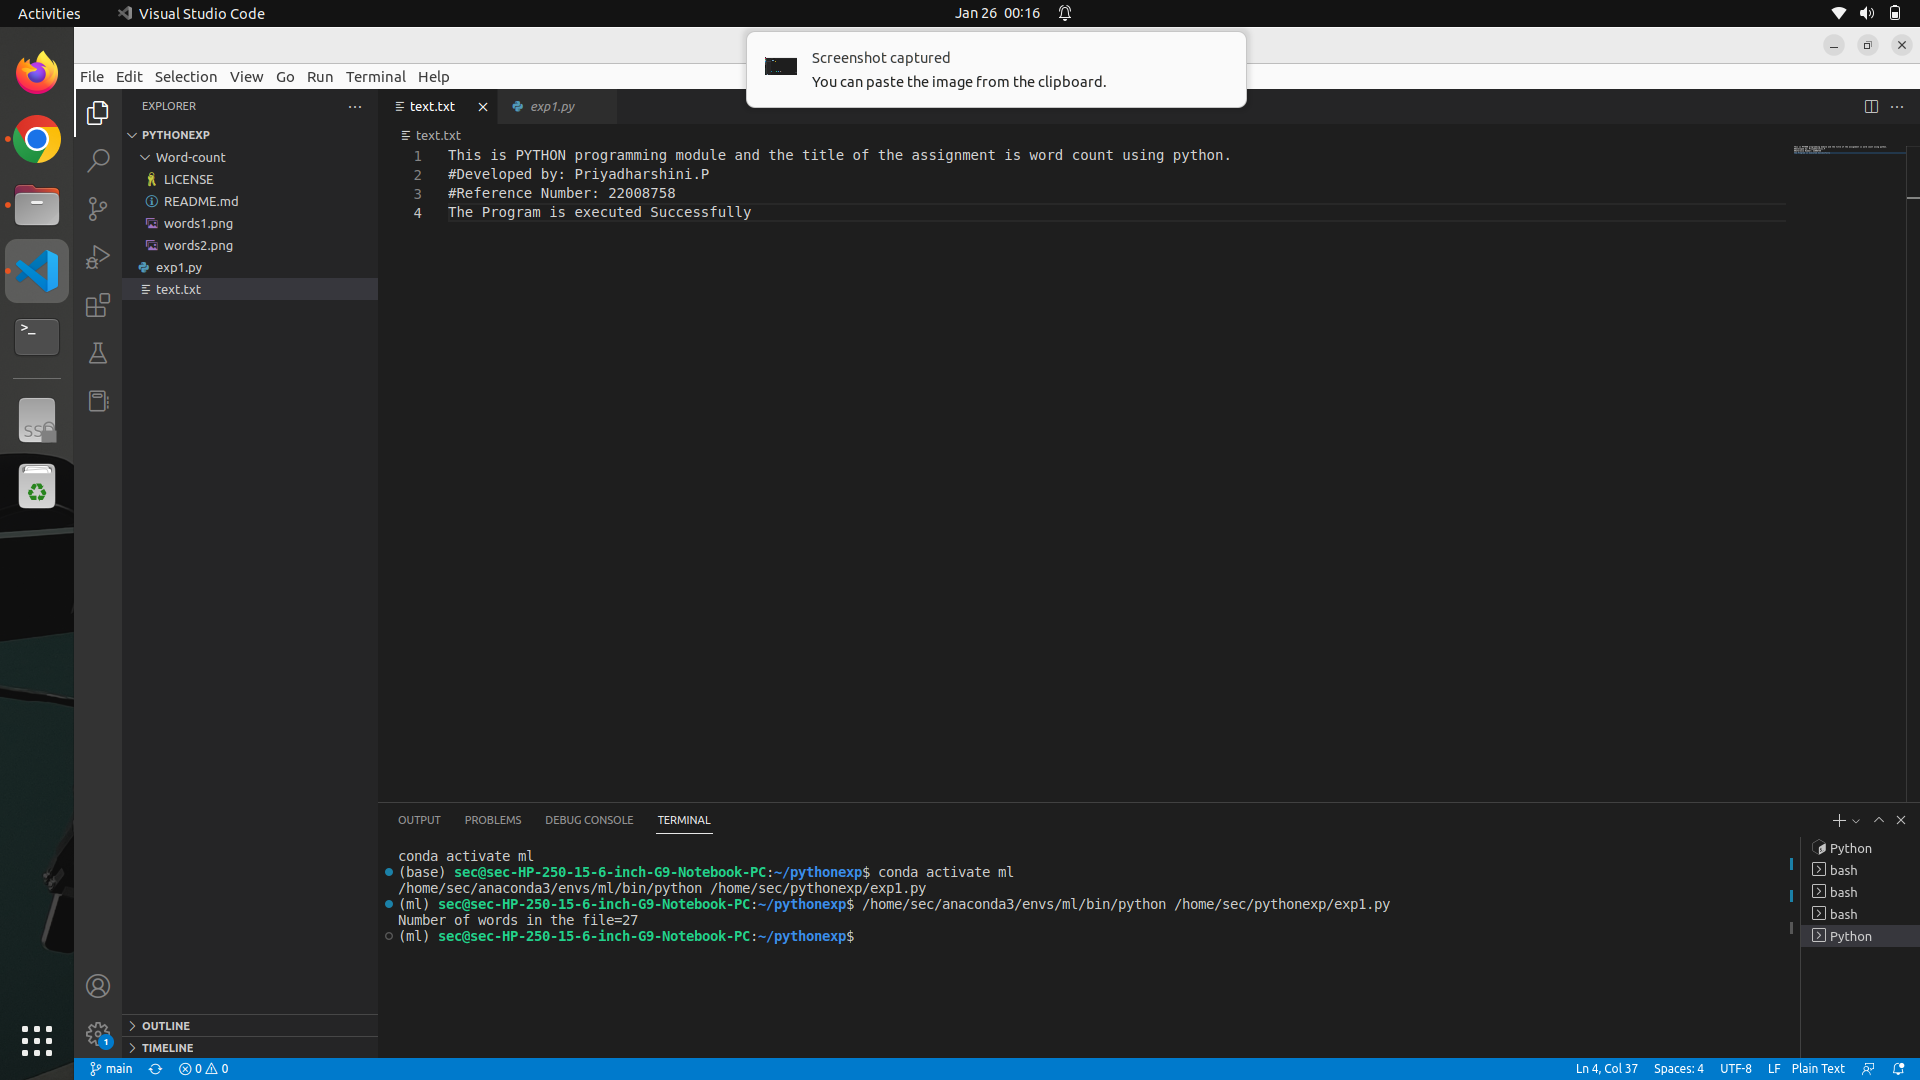 Activities
Visual Studio Code
Jan 26 00:16
Screenshot captured
You can paste the image from the clipboard.
File Edit Selection View Go Run Terminal Help
EXPLORER
PYTHONEXP
Word-count
LICENSE
README.md
words1.png
words2.png
exp1.py
text.txt
OUTLINE
TIMELINE
text.txt
exp1.py
text.txt
1 This is PYTHON programming module and the title of the assignment is word count using python.
2 #Developed by: Priyadharshini.P
3 #Reference Number: 22008758
4 The Program is executed Successfully
OUTPUT PROBLEMS DEBUG CONSOLE TERMINAL
conda activate ml
(base) sec@sec-HP-250-15-6-inch-G9-Notebook-PC:~/pythonexp$ conda activate ml
/home/sec/anaconda3/envs/ml/bin/python /home/sec/pythonexp/exp1.py
(ml) sec@sec-HP-250-15-6-inch-G9-Notebook-PC:~/pythonexp$ /home/sec/anaconda3/envs/ml/bin/python /home/sec/pythonexp/exp1.py
Number of words in the file=27
(ml) sec@sec-HP-250-15-6-inch-G9-Notebook-PC:~/pythonexp$
Python
bash
bash
bash
Python
SS
1
main
0 0
Ln 4, Col 37
Spaces: 4
UTF-8
LF
Plain Text